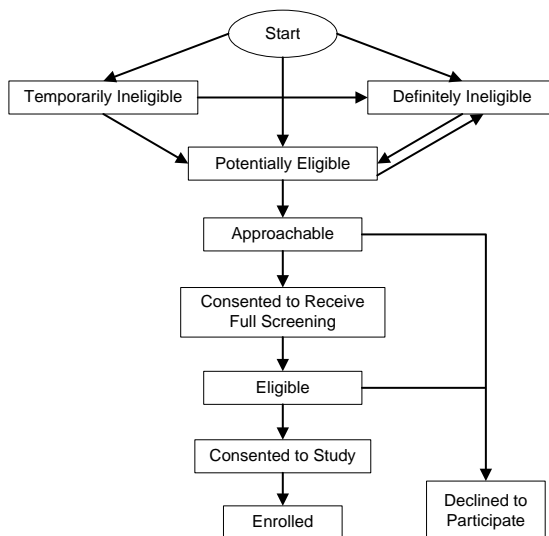 Start
Temporarily Ineligible
Definitely Ineligible
Potentially Eligible
Approachable
Consented to Receive
Full Screening
Eligible
Consented to Study
Enrolled
Declined to
Participate